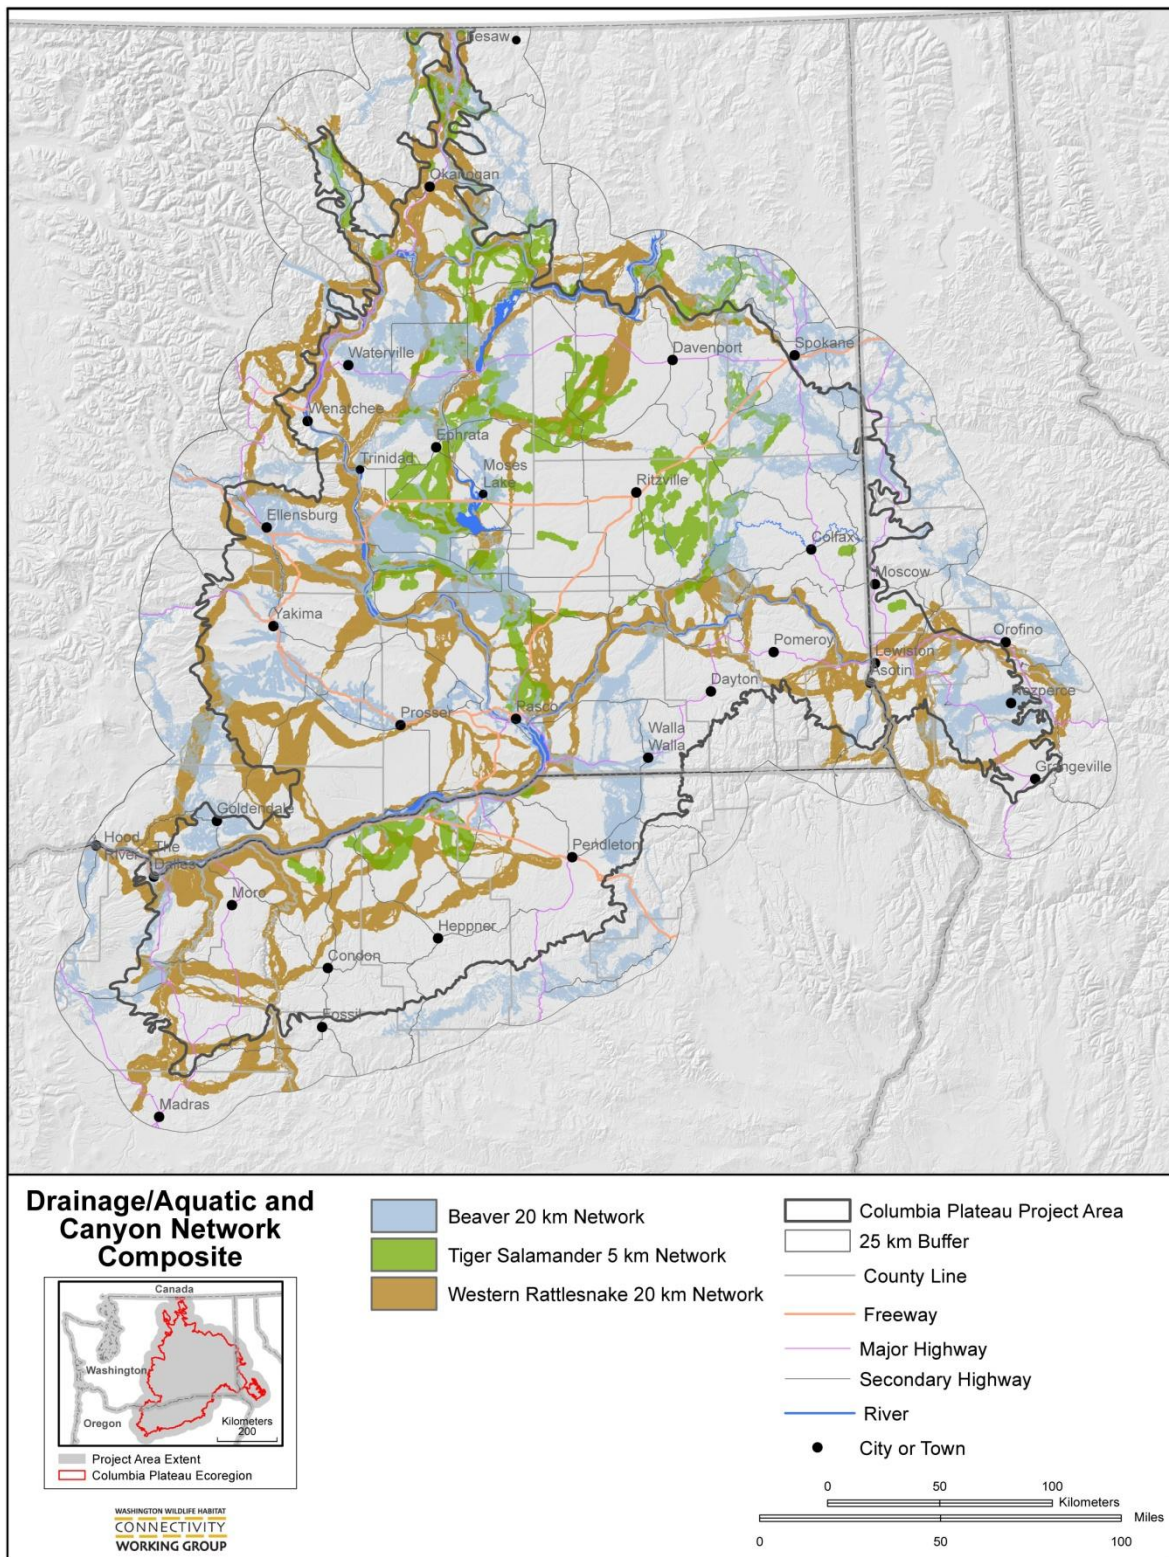 Chesaw
Okanogan
Waterville
Davenport
Spokane
Wenatchee
Ephrata
Trinidad
Moses
Lake
Ritzville
Ellensburg
Colfax
Moscow
Yakima
Pomeroy
Orofino
Lewiston
Asotin
Dayton
Nezperce
Prosser
Pasco
Walla
Walla
Grangeville
Goldendale
Hood
River
The
Dalles
Pendleton
Moro
Heppner
Condon
Fossil
Madras
Drainage/Aquatic and
Canyon Network
Composite
Canada
Washington
Oregon
Kilometers
200
Project Area Extent
Columbia Plateau Ecoregion
WASHINGTON WILDLIFE HABITAT
CONNECTIVITY
WORKING GROUP
Beaver 20 km Network
Tiger Salamander 5 km Network
Western Rattlesnake 20 km Network
Columbia Plateau Project Area
25 km Buffer
County Line
Freeway
Major Highway
Secondary Highway
River
City or Town
0 50 100
Kilometers
Miles
0 50 100